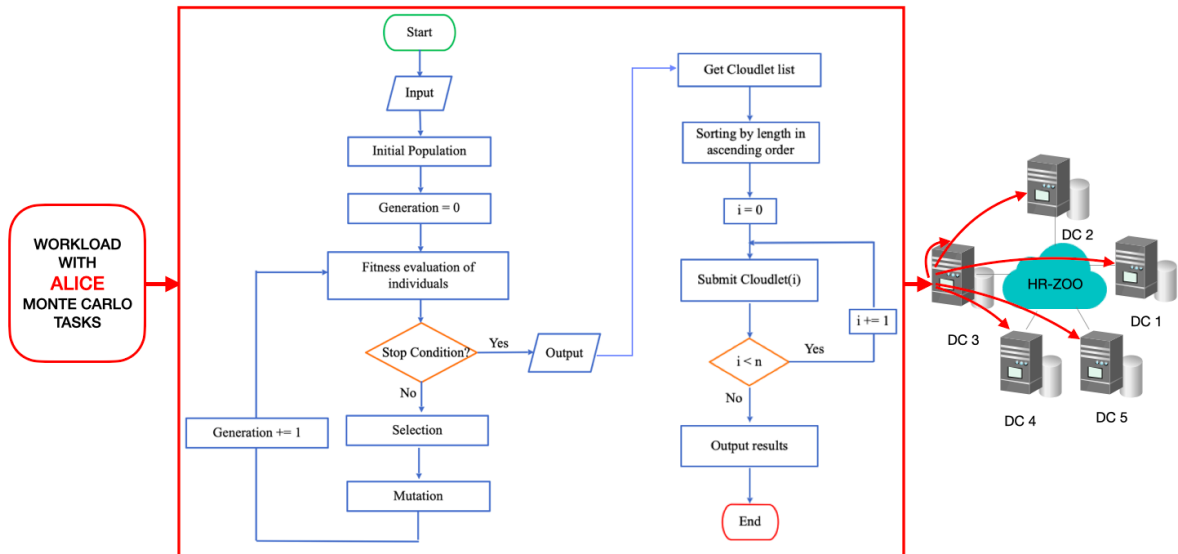 WORKLOAD
WITH
ALICE
MONTE CARLO
TASKS
Start
Input
Initial Population
Generation = 0
Fitness evaluation of
individuals
Stop Condition?
Yes
Output
No
Selection
Generation += 1
Mutation
Get Cloudlet list
Sorting by length in
ascending order
i = 0
Submit Cloudlet(i)
i += 1
i < n
Yes
No
Output results
End
DC 2
HR-ZOO
DC 1
DC 3
DC 4
DC 5